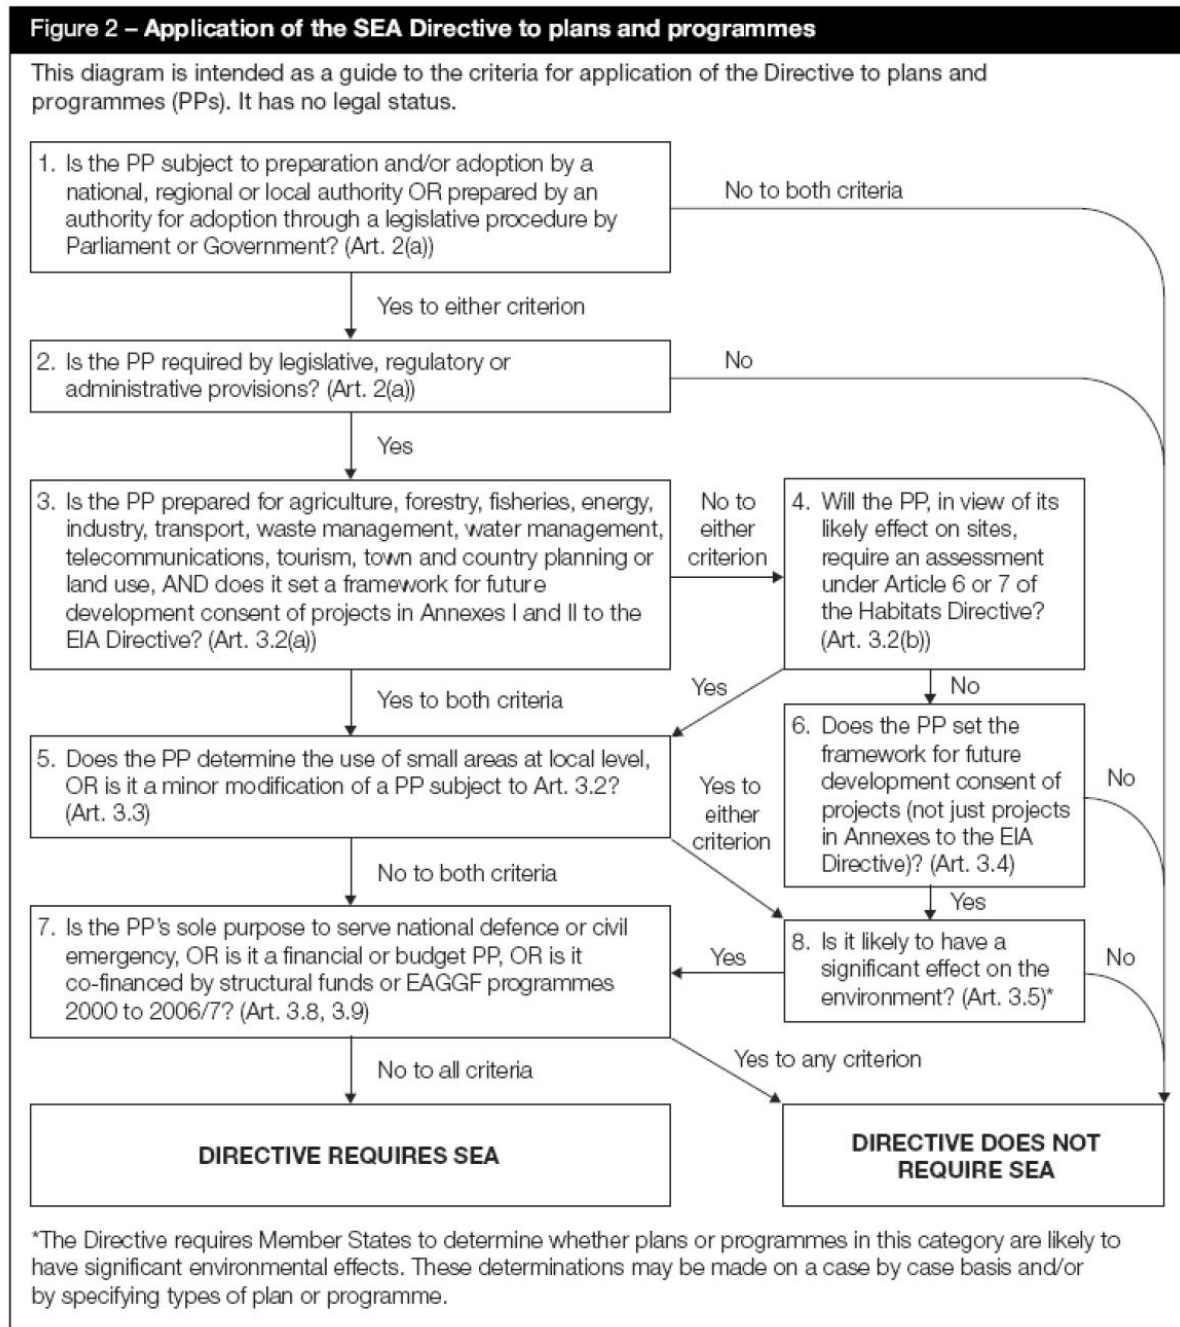 Figure 2 – Application of the SEA Directive to plans and programmes
This diagram is intended as a guide to the criteria for application of the Directive to plans and
programmes (PPs). It has no legal status.
1. Is the PP subject to preparation and/or adoption by a
national, regional or local authority OR prepared by an
authority for adoption through a legislative procedure by
Parliament or Government? (Art. 2(a))
No to both criteria
Yes to either criterion
2. Is the PP required by legislative, regulatory or
administrative provisions? (Art. 2(a))
No
Yes
3. Is the PP prepared for agriculture, forestry, fisheries, energy,
industry, transport, waste management, water management,
telecommunications, tourism, town and country planning or
land use, AND does it set a framework for future
development consent of projects in Annexes I and II to the
EIA Directive? (Art. 3.2(a))
No to
either
criterion
4. Will the PP, in view of its
likely effect on sites,
require an assessment
under Article 6 or 7 of
the Habitats Directive?
(Art. 3.2(b))
Yes to both criteria
Yes
No
5. Does the PP determine the use of small areas at local level,
OR is it a minor modification of a PP subject to Art. 3.2?
(Art. 3.3)
Yes to
either
criterion
6. Does the PP set the
framework for future
development consent of
projects (not just projects
in Annexes to the EIA
Directive)? (Art. 3.4)
No
No to both criteria
Yes
7. Is the PP's sole purpose to serve national defence or civil
emergency, OR is it a financial or budget PP, OR is it
co-financed by structural funds or EAGGF programmes
2000 to 2006/7? (Art. 3.8, 3.9)
Yes
8. Is it likely to have a
significant effect on the
environment? (Art. 3.5)*
No
No to all criteria
Yes to any criterion
DIRECTIVE REQUIRES SEA
DIRECTIVE DOES NOT
REQUIRE SEA
*The Directive requires Member States to determine whether plans or programmes in this category are likely to
have significant environmental effects. These determinations may be made on a case by case basis and/or
by specifying types of plan or programme.